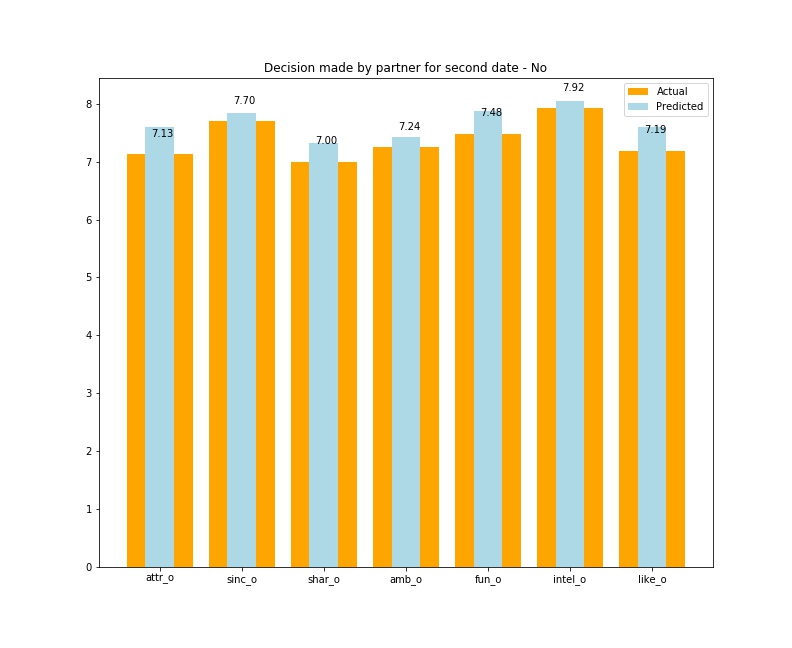 Decision made by partner for second date - No
Actual
Predicted
7.13
7.70
7.00
7.24
7.48
7.92
7.19
8
7
6
5
4
3
2
1
0
attr_o
sinc_o
shar_o
amb_o
fun_o
intel_o
like_o